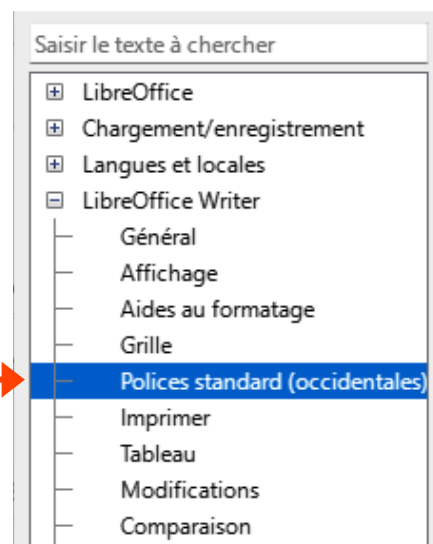 Saisir le texte à chercher
LibreOffice
Chargement/enregistrement
Langues et locales
LibreOffice Writer
Général
Affichage
Aides au formatage
Grille
Polices standard (occidentales)
Imprimer
Tableau
Modifications
Comparaison